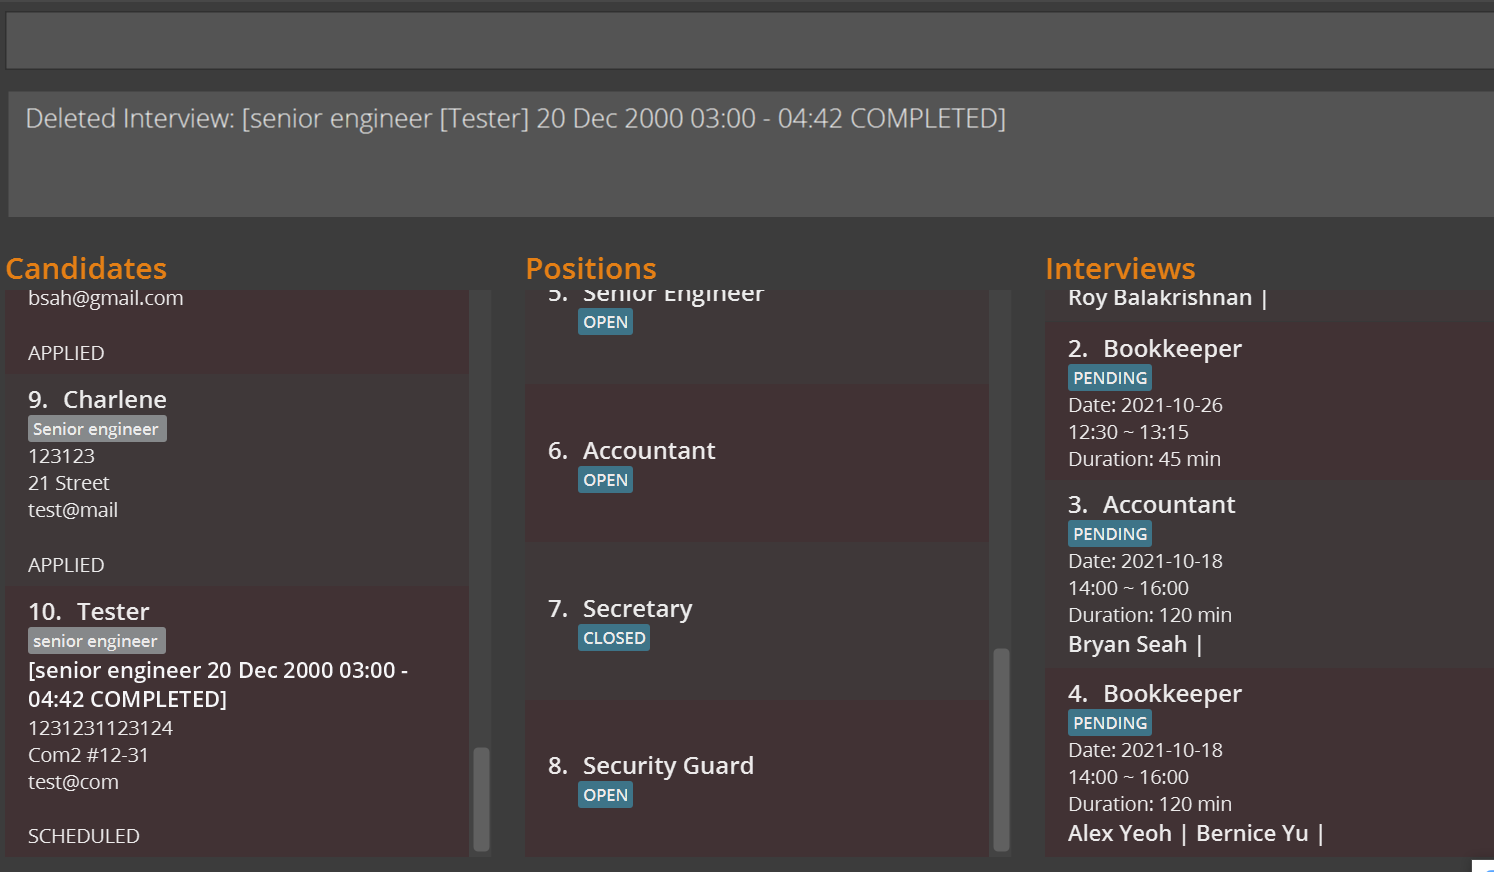 Deleted Interview: [senior engineer [Tester] 20 Dec 2000 03:00 - 04:42 COMPLETED]
Candidates
bsah@gmail.com
APPLIED
9. Charlene
Senior engineer
123123
21 Street
test@mail
APPLIED
10. Tester
senior engineer
[senior engineer 20 Dec 2000 03:00 -
04:42 COMPLETED]
1231231123124
Com2 #12-31
test@com
SCHEDULED
Positions
5. Senior Engineer
OPEN
6. Accountant
OPEN
7. Secretary
CLOSED
8. Security Guard
OPEN
Interviews
Roy Balakrishnan |
2. Bookkeeper
PENDING
Date: 2021-10-26
12:30 ~ 13:15
Duration: 45 min
3. Accountant
PENDING
Date: 2021-10-18
14:00 ~ 16:00
Duration: 120 min
Bryan Seah |
4. Bookkeeper
PENDING
Date: 2021-10-18
14:00 ~ 16:00
Duration: 120 min
Alex Yeoh | Bernice Yu |